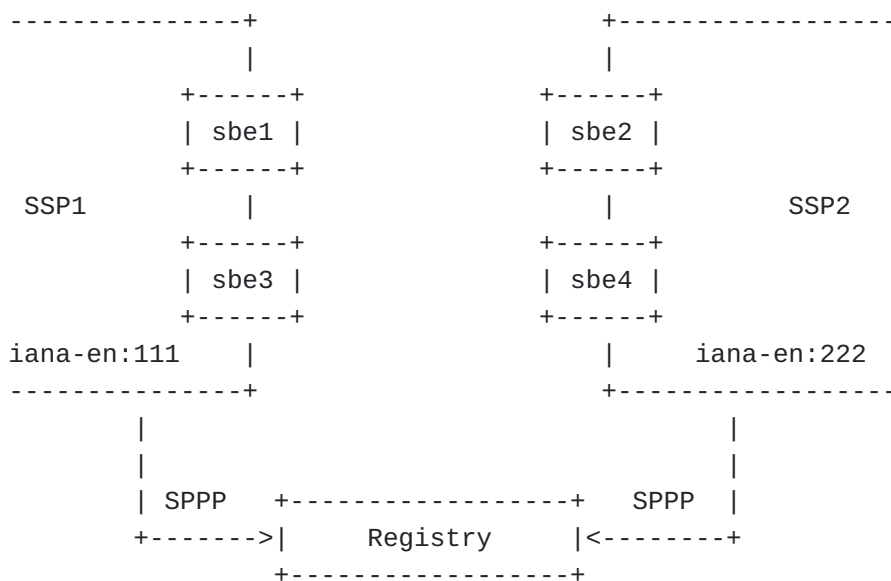 ---------------+ +------------------
| |
+------+ +------+
| sbe1 | | sbe2 |
+------+ +------+
SSP1 | | SSP2
+------+ +------+
| sbe3 | | sbe4 |
+------+ +------+
iana-en:111 | | iana-en:222
---------------+ +------------------
| |
| |
| SPPP +------------------+ SPPP |
+------->| Registry |<--------+
+------------------+